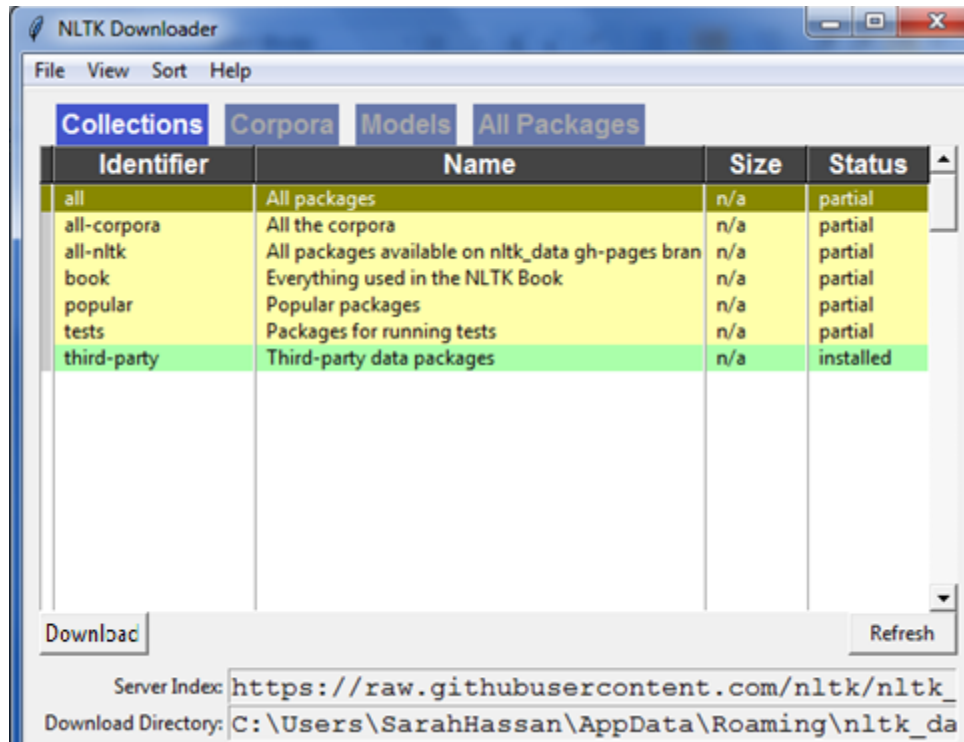 NLTK Downloader
File View Sort Help
Collections Corpora Models All Packages
Identifier Name Size Status
all All packages n/a partial
all-corpora All the corpora n/a partial
all-nltk All packages available on nltk_data gh-pages bran n/a partial
book Everything used in the NLTK Book n/a partial
popular Popular packages n/a partial
tests Packages for running tests n/a partial
third-party Third-party data packages n/a installed
Download Refresh
Server Index: https://raw.githubusercontent.com/nltk/nltk_
Download Directory: C:\Users\SarahHassan\AppData\Roaming\nltk_da